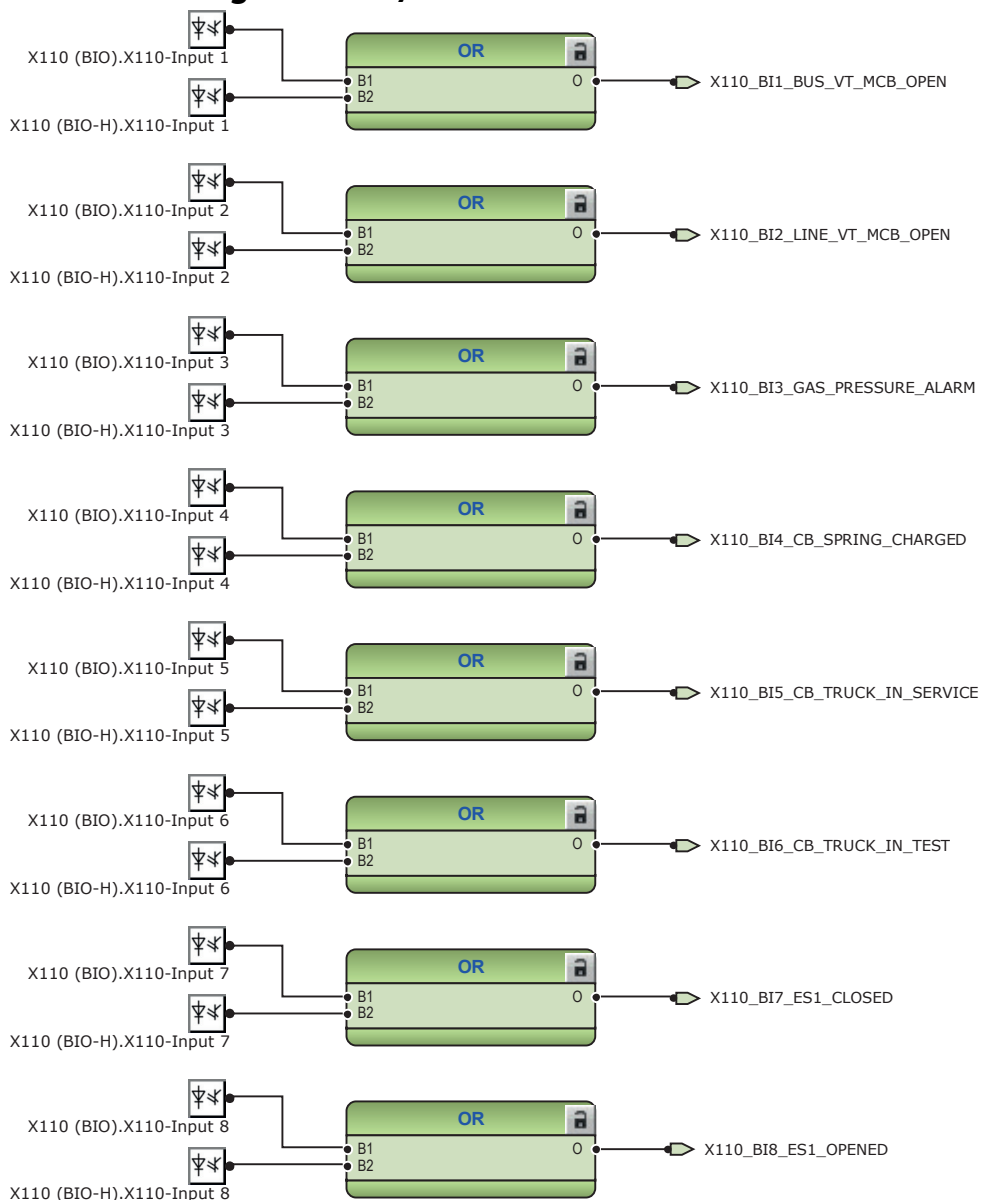 OR
X110 (BIO).X110-Input 1
B1
O
X110_BI1_BUS_VT_MCB_OPEN
B2
X110 (BIO-H).X110-Input 1
OR
X110 (BIO).X110-Input 2
B1
O
X110_BI2_LINE_VT_MCB_OPEN
B2
X110 (BIO-H).X110-Input 2
OR
X110 (BIO).X110-Input 3
B1
O
X110_BI3_GAS_PRESSURE_ALARM
B2
X110 (BIO-H).X110-Input 3
OR
X110 (BIO).X110-Input 4
B1
O
X110_BI4_CB_SPRING_CHARGED
B2
X110 (BIO-H).X110-Input 4
OR
X110 (BIO).X110-Input 5
B1
O
X110_BI5_CB_TRUCK_IN_SERVICE
B2
X110 (BIO-H).X110-Input 5
OR
X110 (BIO).X110-Input 6
B1
O
X110_BI6_CB_TRUCK_IN_TEST
B2
X110 (BIO-H).X110-Input 6
OR
X110 (BIO).X110-Input 7
B1
O
X110_BI7_ES1_CLOSED
B2
X110 (BIO-H).X110-Input 7
OR
X110 (BIO).X110-Input 8
B1
O
X110_BI8_ES1_OPENED
B2
X110 (BIO-H).X110-Input 8